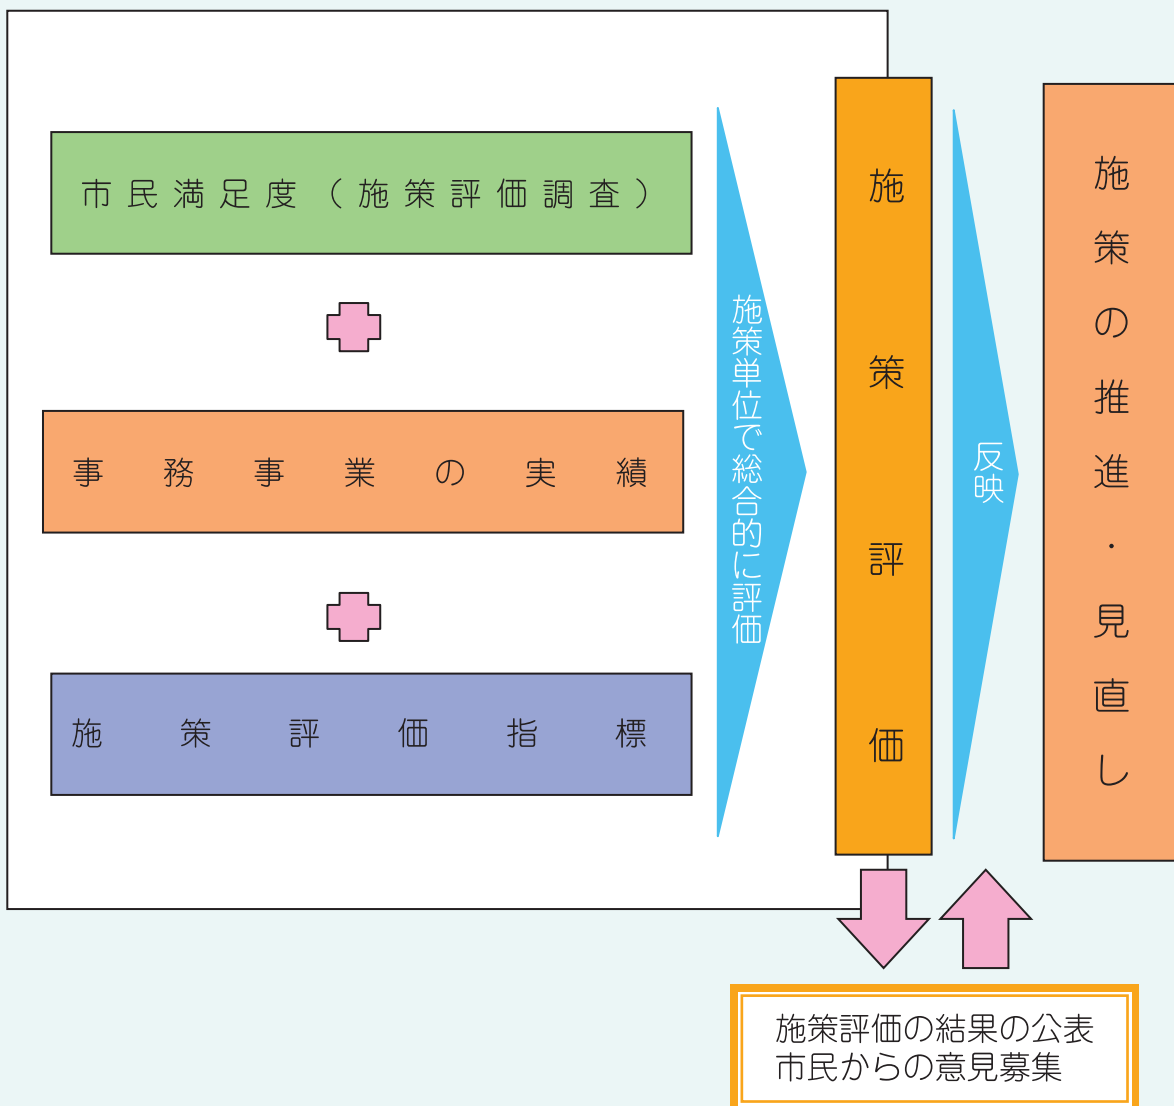 市民満足度（施策評価調査）
事務事業の実績
施策評価指標
施策単位で総合的に評価
施策評価
反映
施策の推進・見直し
施策評価の結果の公表
市民からの意見募集